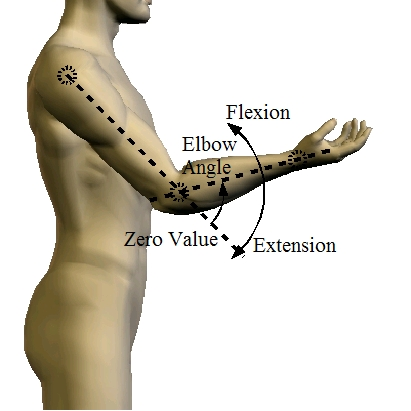 Flexion
Elbow
Angle
Zero Value
Extension